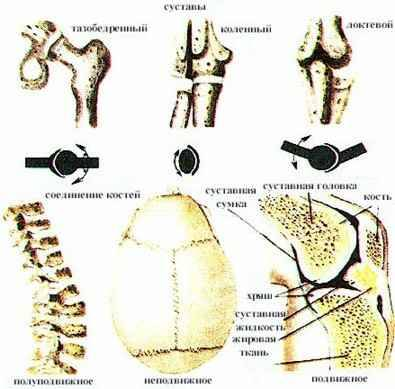 суставы
тазобедренный
коленный
локтевой
соединение костей
суставная сумка
суставная головка
кость
хрящ
суставная
жидкость
жировая
ткань
полуподвижное
неподвижное
подвижное